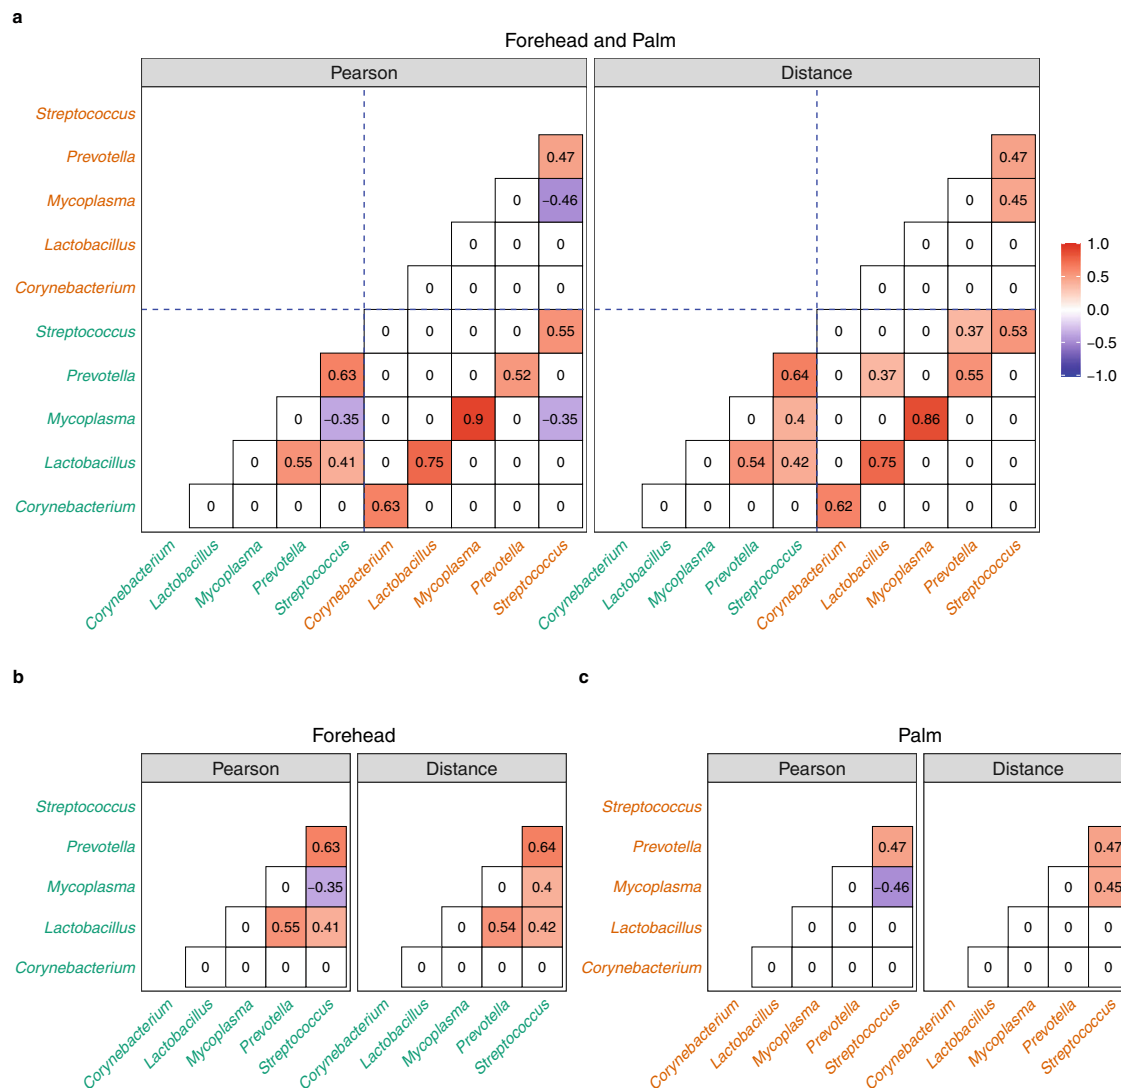 a
Forehead and Palm
Pearson Distance
Streptococcus
Prevotella 0.47 0.47
Mycoplasma 0 −0.46 0 0.45
Lactobacillus 0 0 0 0 0 0
Corynebacterium 0 0 0 0 0 0 0 0
Streptococcus 0 0 0 0 0.55 0 0 0 0.37 0.53
Prevotella 0.63 0 0 0 0.52 0 0.64 0 0.37 0 0.55 0
Mycoplasma 0 −0.35 0 0 0.9 0 −0.35 0 0.4 0 0 0.86 0 0
Lactobacillus 0 0.55 0.41 0 0.75 0 0 0 0 0.54 0.42 0 0.75 0 0 0
Corynebacterium 0 0 0 0 0.63 0 0 0 0 0 0 0 0 0.62 0 0 0 0
Corynebacterium Lactobacillus Mycoplasma Prevotella Streptococcus Corynebacterium Lactobacillus Mycoplasma Prevotella Streptococcus Corynebacterium Lactobacillus Mycoplasma Prevotella Streptococcus Corynebacterium Lactobacillus Mycoplasma Prevotella Streptococcus
1.0
0.5
0.0
−0.5
−1.0
b
Forehead
Pearson Distance
Streptococcus
Prevotella 0.63 0.64
Mycoplasma 0 −0.35 0 0.4
Lactobacillus 0 0.55 0.41 0 0.54 0.42
Corynebacterium 0 0 0 0 0 0 0 0
Corynebacterium Lactobacillus Mycoplasma Prevotella Streptococcus Corynebacterium Lactobacillus Mycoplasma Prevotella Streptococcus
c
Palm
Pearson Distance
Streptococcus
Prevotella 0.47 0.47
Mycoplasma 0 −0.46 0 0.45
Lactobacillus 0 0 0 0 0 0
Corynebacterium 0 0 0 0 0 0 0 0
Corynebacterium Lactobacillus Mycoplasma Prevotella Streptococcus Corynebacterium Lactobacillus Mycoplasma Prevotella Streptococcus